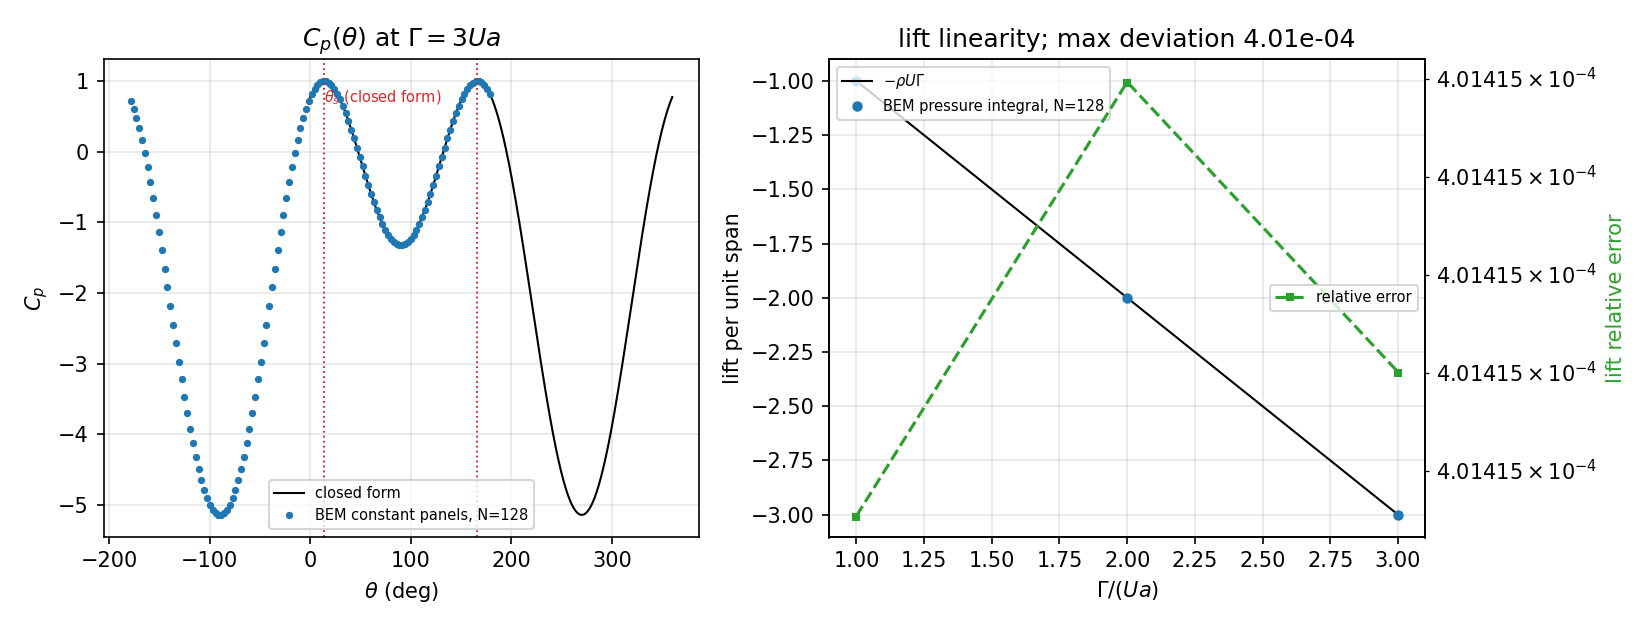 C_p(θ) at Γ = 3Ua
1
0
−1
−2
−3
−4
−5
C_p
θ_s (closed form)
closed form
BEM constant panels, N=128
−200
−100
0
100
200
300
θ (deg)
lift linearity; max deviation 4.01e-04
−1.00
−1.25
−1.50
−1.75
−2.00
−2.25
−2.50
−2.75
−3.00
lift per unit span
−ρUΓ
BEM pressure integral, N=128
relative error
1.00
1.25
1.50
1.75
2.00
2.25
2.50
2.75
3.00
Γ/(Ua)
4.01415 × 10⁻⁴
4.01415 × 10⁻⁴
4.01415 × 10⁻⁴
4.01415 × 10⁻⁴
4.01415 × 10⁻⁴
lift relative error